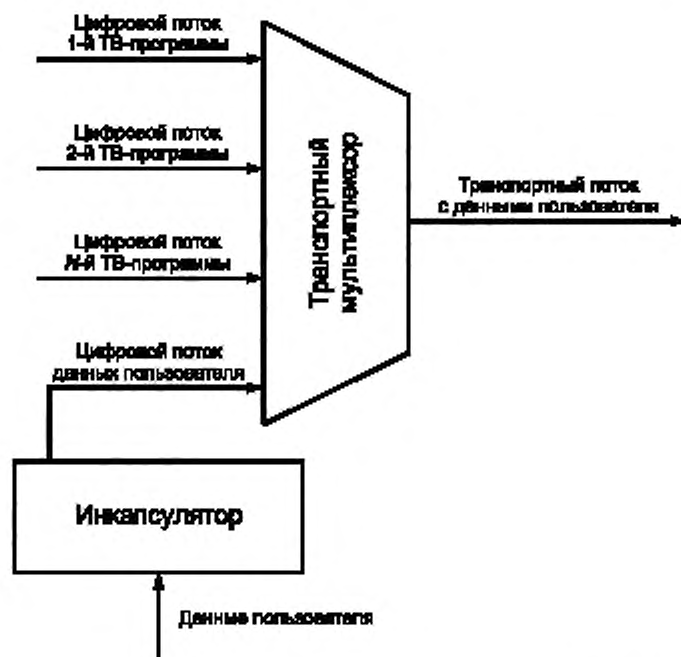 Цифровой поток
1-й ТВ-программы
Цифровой поток
2-й ТВ-программы
Цифровой поток
N-й ТВ-программы
Цифровой поток
данных пользователя
Транспортный
мультиплексор
Транспортный поток
с данными пользователя
Инкапсулятор
Данные пользователя